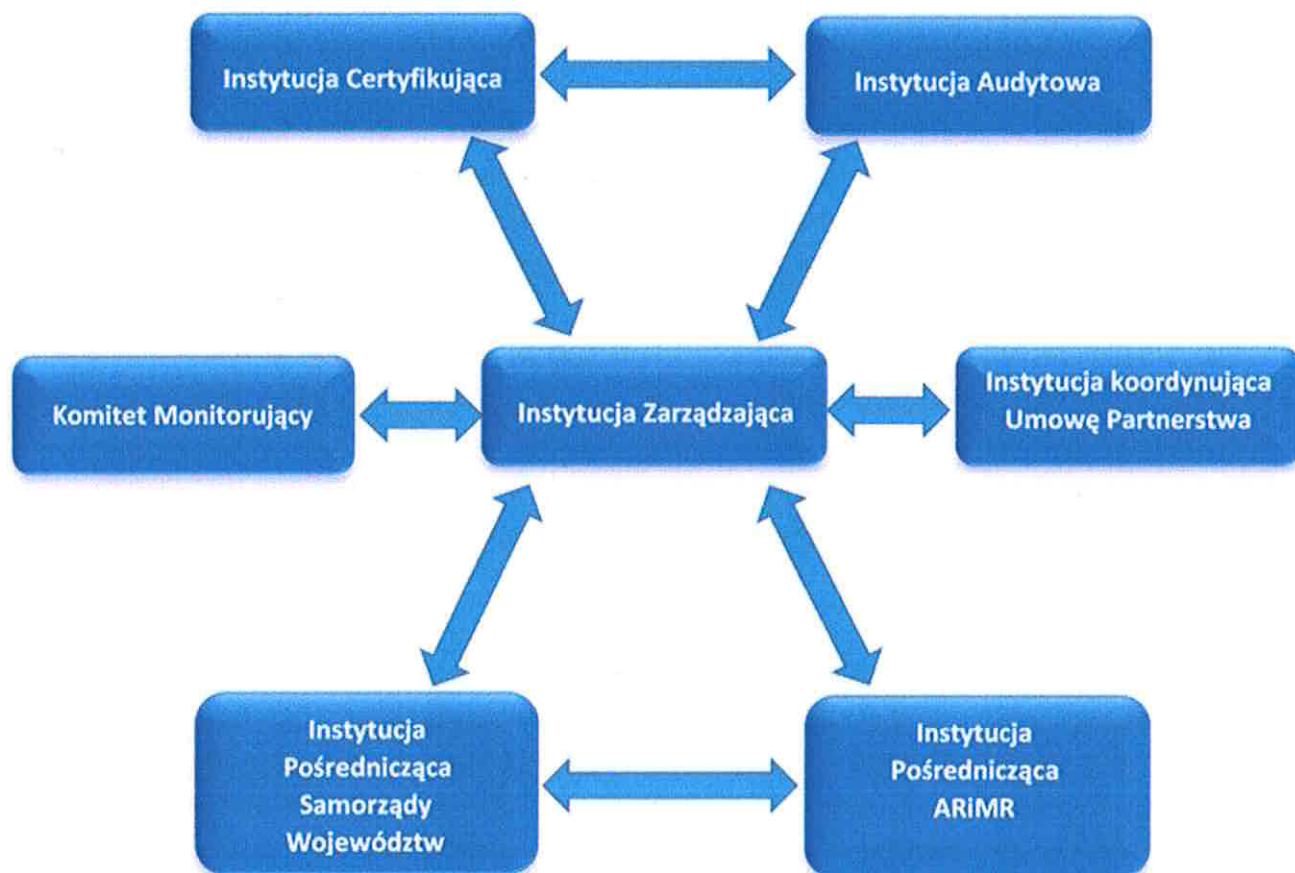 Instytucja Certyfikująca
Instytucja Audytowa
Komitet Monitorujący
Instytucja Zarządzająca
Instytucja koordynująca
Umowę Partnerstwa
Instytucja
Pośrednicząca
Samorządy
Województw
Instytucja
Pośrednicząca
ARiMR